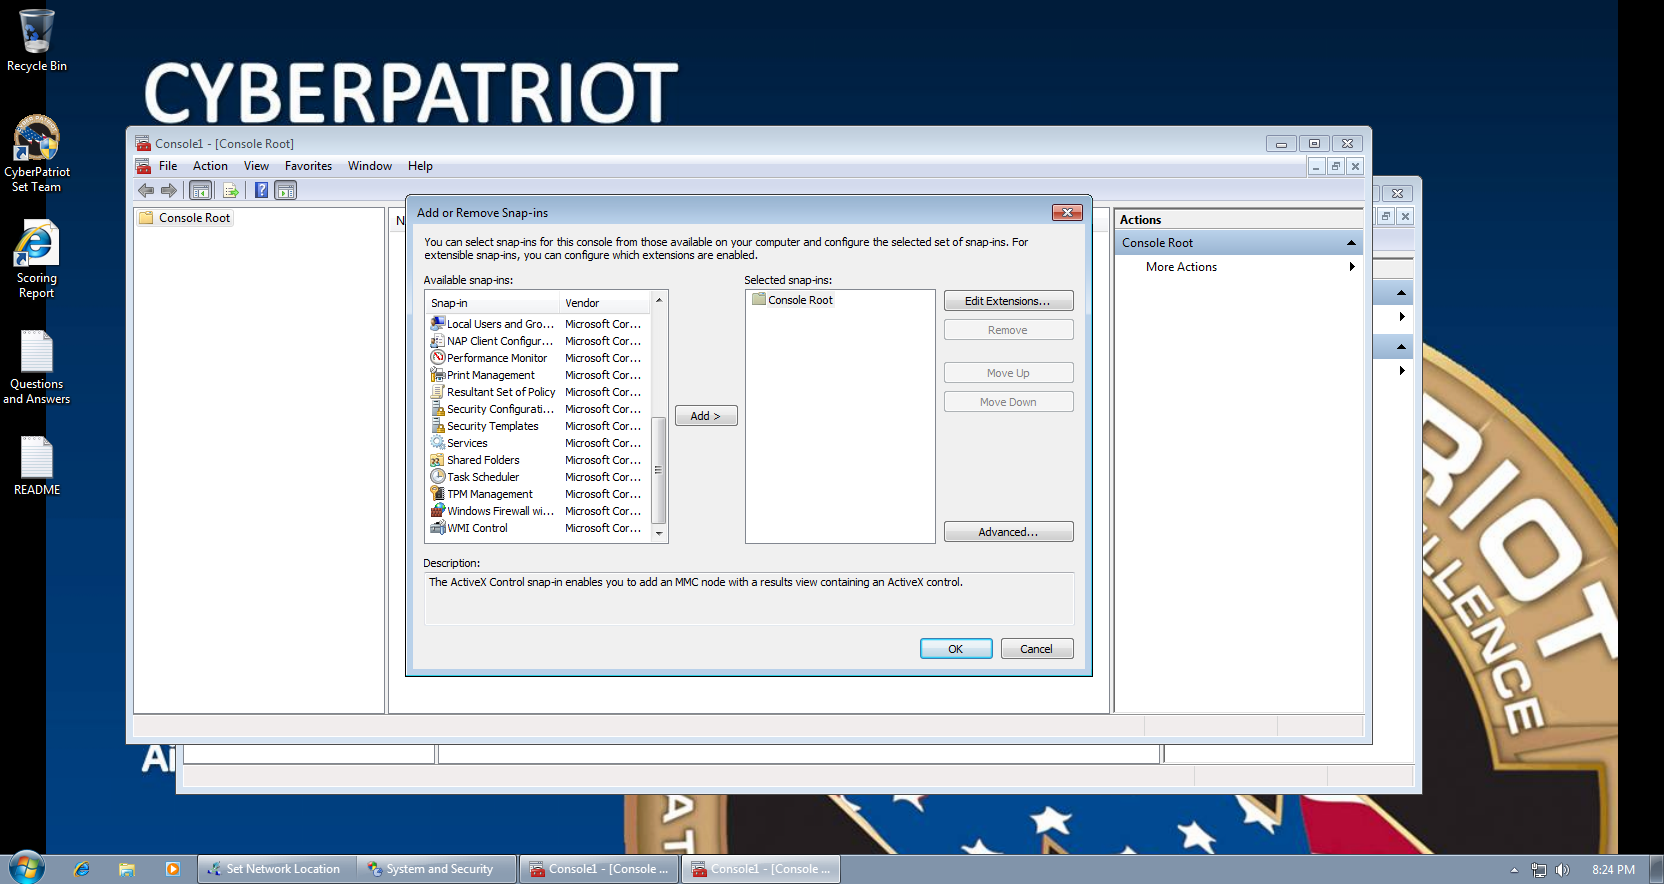 Recycle Bin
CYBERPATRIOT
CyberPatriot
Set Team
Scoring
Report
Questions
and Answers
README
Console1 - [Console Root]
File Action View Favorites Window Help
Console Root
N
Add or Remove Snap-ins
You can select snap-ins for this console from those available on your computer and configure the selected set of snap-ins. For
extensible snap-ins, you can configure which extensions are enabled.
Available snap-ins:
Snap-in Vendor
Local Users and Gro... Microsoft Cor...
NAP Client Configur... Microsoft Cor...
Performance Monitor Microsoft Cor...
Print Management Microsoft Cor...
Resultant Set of Policy Microsoft Cor...
Security Configurati... Microsoft Cor...
Security Templates Microsoft Cor...
Services Microsoft Cor...
Shared Folders Microsoft Cor...
Task Scheduler Microsoft Cor...
TPM Management Microsoft Cor...
Windows Firewall wi... Microsoft Cor...
WMI Control Microsoft Cor...
Add >
Selected snap-ins:
Console Root
Edit Extensions...
Remove
Move Up
Move Down
Advanced...
Description:
The ActiveX Control snap-in enables you to add an MMC node with a results view containing an ActiveX control.
OK Cancel
Actions
Console Root
More Actions
Set Network Location
System and Security
Console1 - [Console ...
Console1 - [Console ...
8:24 PM